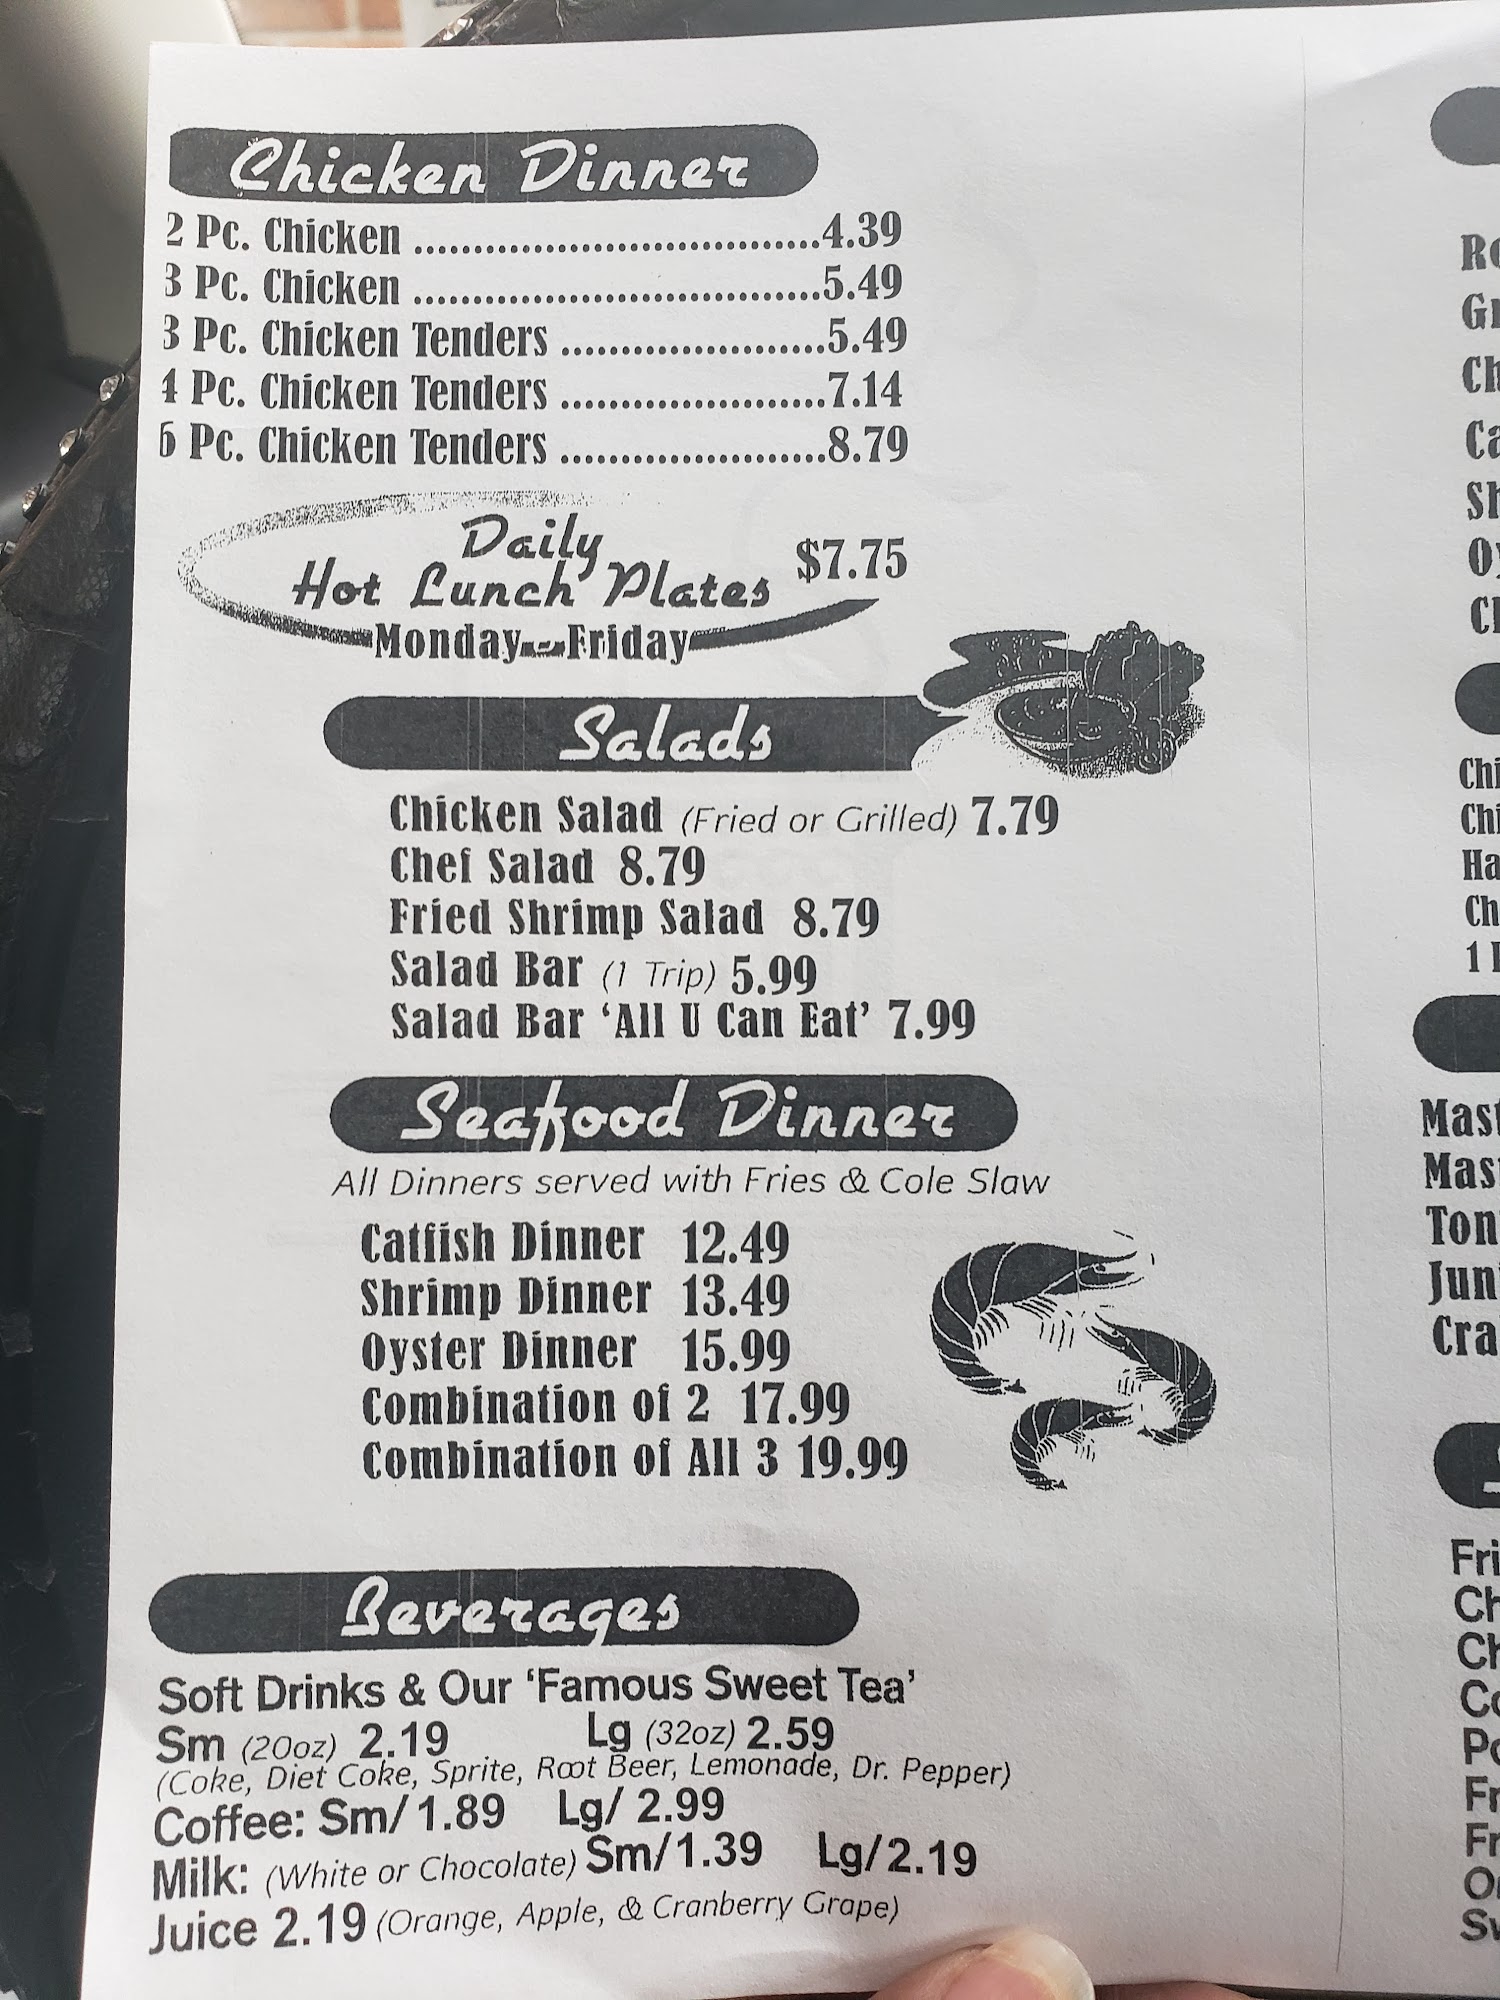 Chicken Dinner
2 Pc. Chicken ..................................4.39
3 Pc. Chicken ..................................5.49
3 Pc. Chicken Tenders ......................5.49
4 Pc. Chicken Tenders ......................7.14
Pc. Chicken Tenders ......................8.79
Daily
Hot Lunch Plates $7.75
Monday - Friday
Salads
Chicken Salad (Fried or Grilled) 7.79
Chef Salad 8.79
Fried Shrimp Salad 8.79
Salad Bar (1 Trip) 5.99
Salad Bar ‘All U Can Eat’ 7.99
Seafood Dinner
All Dinners served with Fries & Cole Slaw
Catfish Dinner 12.49
Shrimp Dinner 13.49
Oyster Dinner 15.99
Combination of 2 17.99
Combination of All 3 19.99
Beverages
Soft Drinks & Our ‘Famous Sweet Tea’
Sm (20oz) 2.19 Lg (32oz) 2.59
(Coke, Diet Coke, Sprite, Root Beer, Lemonade, Dr. Pepper)
Coffee: Sm/ 1.89 Lg/ 2.99
Milk: (White or Chocolate) Sm/1.39 Lg/2.19
Juice 2.19 (Orange, Apple, & Cranberry Grape)